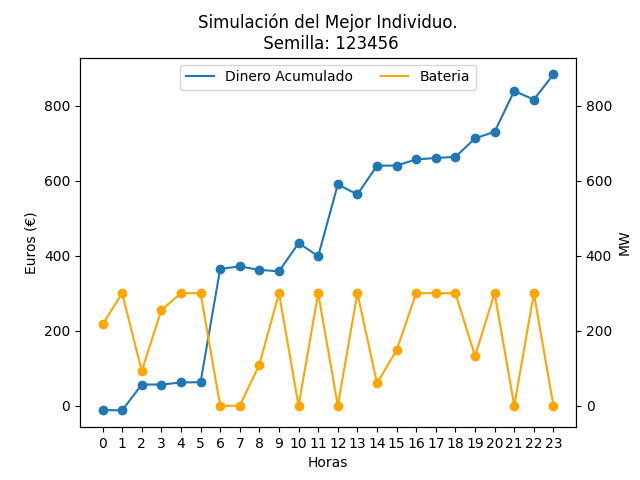 Simulación del Mejor Individuo.
Semilla: 123456
Dinero Acumulado Bateria
800 800
600 600
Euros (€) MW
400 400
200 200
0 0
0 1 2 3 4 5 6 7 8 9 10 11 12 13 14 15 16 17 18 19 20 21 22 23
Horas